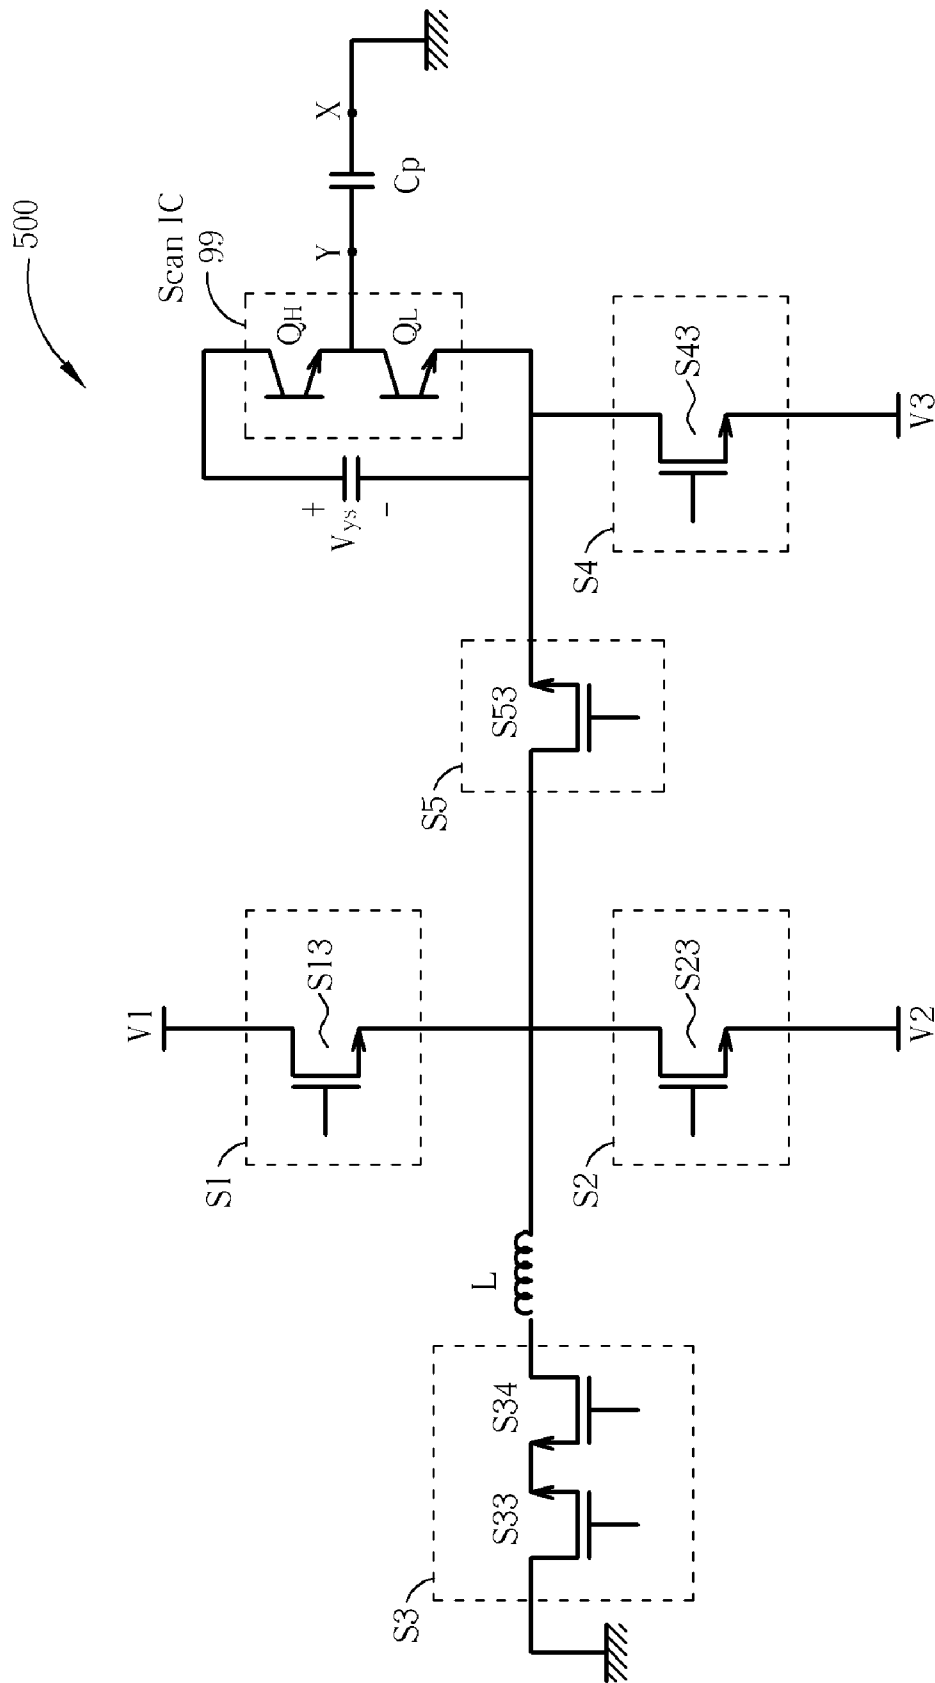 500
Scan IC
99
QH
QL
Y
X
Cp
+
Vys
-
S4
S43
V3
S5
S53
V1
S1
S13
S2
S23
V2
L
S3
S33
S34